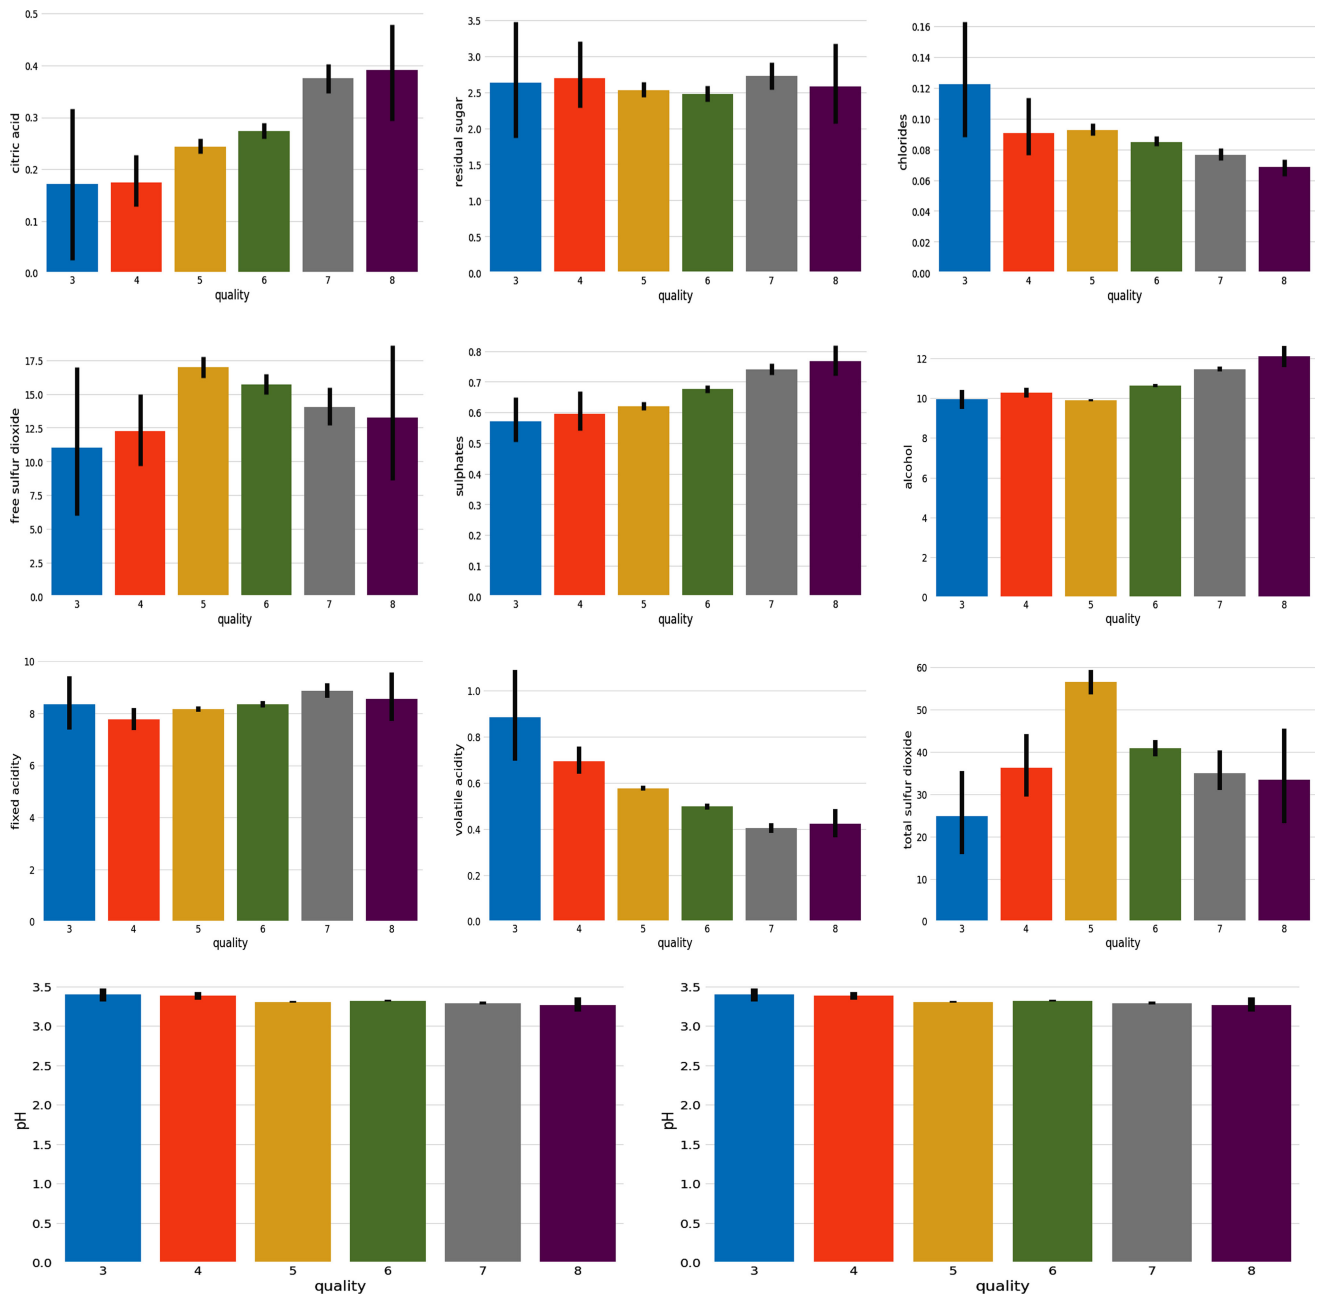 0.5
0.4
0.3
0.2
0.1
0.0
citric acid
3 4 5 6 7 8
quality
3.5
3.0
2.5
2.0
1.5
1.0
0.5
0.0
residual sugar
3 4 5 6 7 8
quality
0.16
0.14
0.12
0.10
0.08
0.06
0.04
0.02
0.00
chlorides
3 4 5 6 7 8
quality
17.5
15.0
12.5
10.0
7.5
5.0
2.5
0.0
free sulfur dioxide
3 4 5 6 7 8
quality
0.8
0.7
0.6
0.5
0.4
0.3
0.2
0.1
0.0
sulphates
3 4 5 6 7 8
quality
12
10
8
6
4
2
0
alcohol
3 4 5 6 7 8
quality
10
8
6
4
2
0
fixed acidity
3 4 5 6 7 8
quality
1.0
0.8
0.6
0.4
0.2
0.0
volatile acidity
3 4 5 6 7 8
quality
60
50
40
30
20
10
0
total sulfur dioxide
3 4 5 6 7 8
quality
3.5
3.0
2.5
2.0
1.5
1.0
0.5
0.0
pH
3 4 5 6 7 8
quality
3.5
3.0
2.5
2.0
1.5
1.0
0.5
0.0
pH
3 4 5 6 7 8
quality